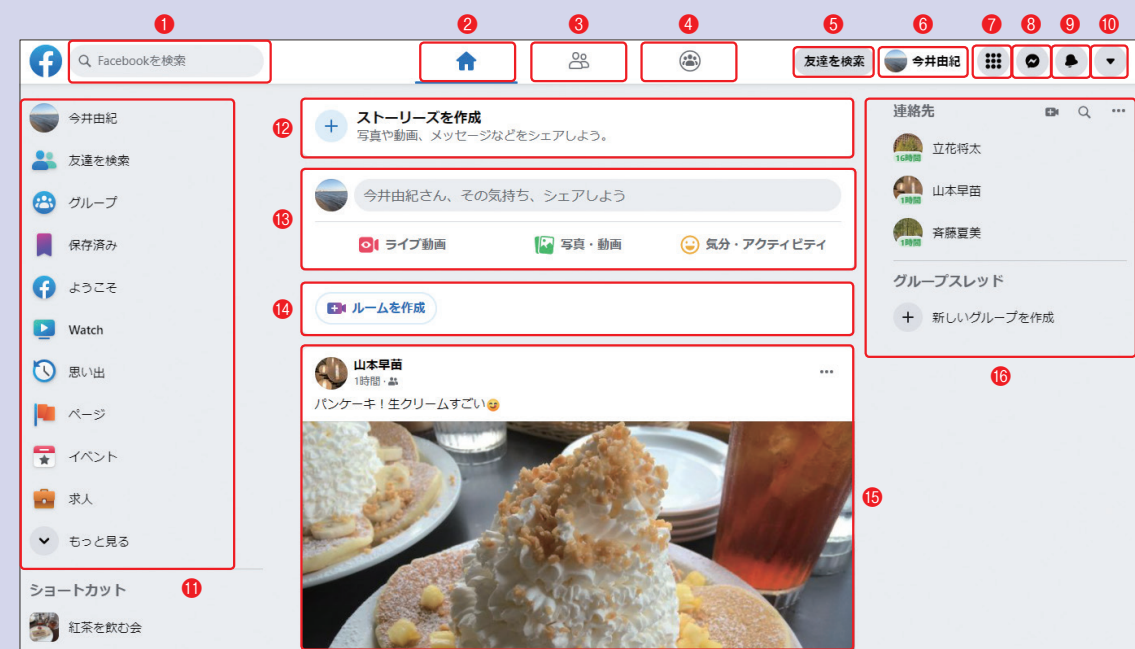 ❶ ❷ ❸ ❹ ❺ ❻ ❼ ❽ ❾ ❿
Facebookを検索
友達を検索
今井由紀
今井由紀
友達を検索
グループ
保存済み
ようこそ
Watch
思い出
ページ
イベント
求人
もっと見る
⓫
ショートカット
紅茶を飲む会
⓬
ストーリーズを作成
写真や動画、メッセージなどをシェアしよう。
⓭
今井由紀さん、その気持ち、シェアしよう
ライブ動画 写真・動画 気分・アクティビティ
⓮
ルームを作成
山本早苗
1時間・
パンケーキ！生クリームすごい😋
⓯
連絡先
立花将太
16時間
山本早苗
1時間
斉藤夏美
1時間
グループスレッド
新しいグループを作成
⓰